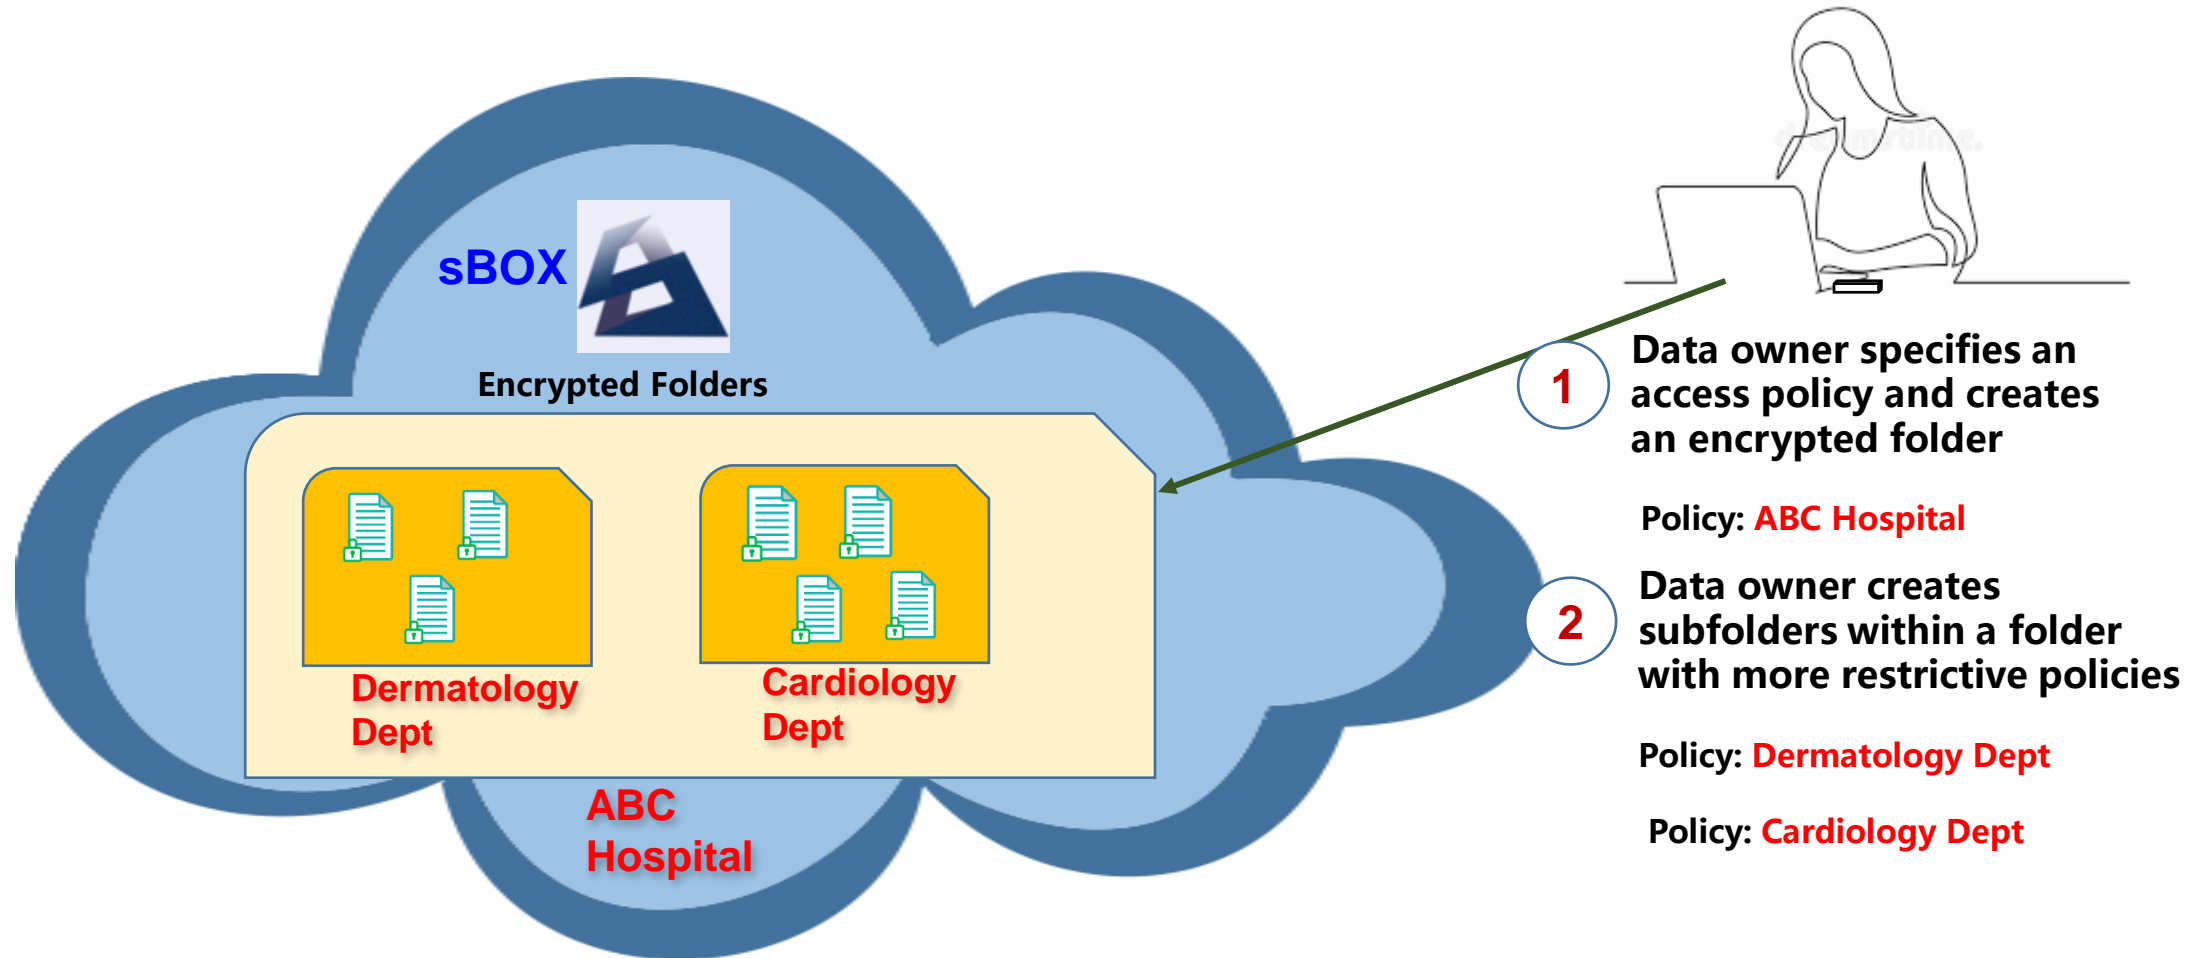 sBOX
Encrypted Folders
Dermatology
Dept
Cardiology
Dept
ABC
Hospital
dreamstime.
1
Data owner specifies an
access policy and creates
an encrypted folder
Policy: ABC Hospital
2
Data owner creates
subfolders within a folder
with more restrictive policies
Policy: Dermatology Dept
Policy: Cardiology Dept